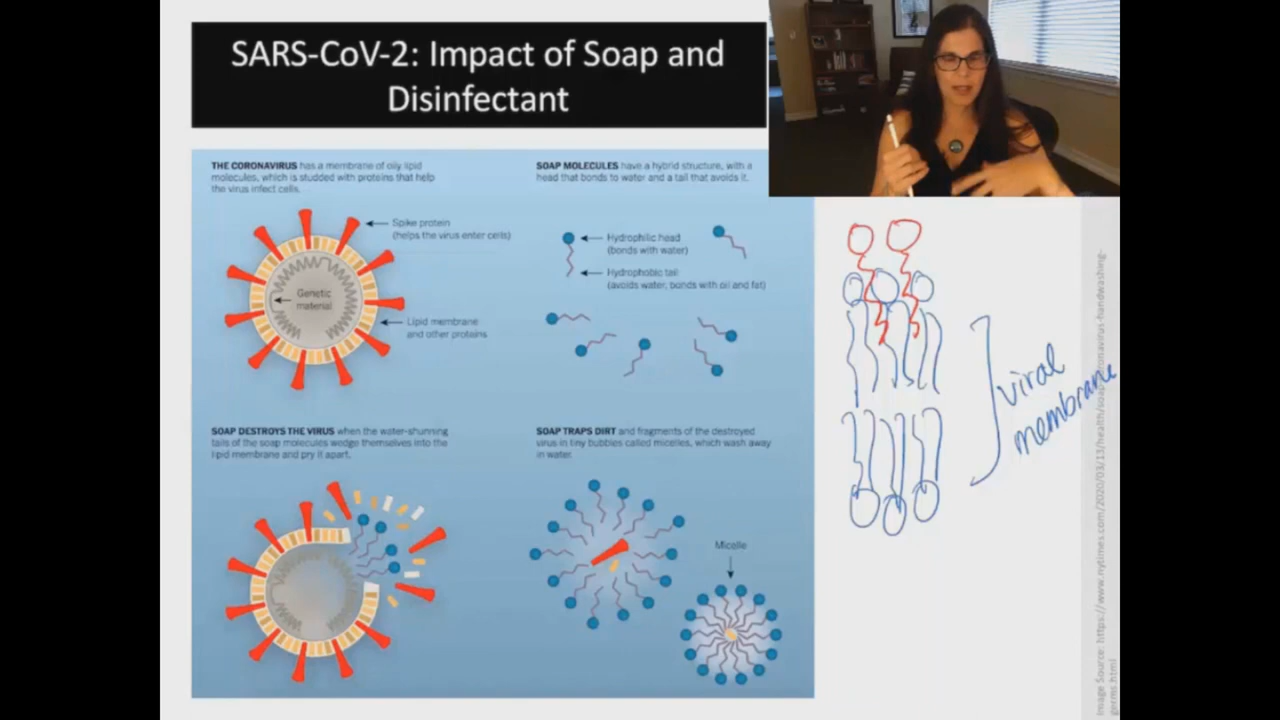 SARS-CoV-2: Impact of Soap and
Disinfectant
THE CORONAVIRUS has a membrane of oily lipid
molecules, which is studded with proteins that help
the virus infect cells.
Spike protein
(helps the virus enter cells)
Genetic
material
Lipid membrane
and other proteins
SOAP MOLECULES have a hybrid structure, with a
head that bonds to water and a tail that avoids it.
Hydrophilic head
(bonds with water)
Hydrophobic tail
(avoids water, bonds with oil and fat)
SOAP DESTROYS THE VIRUS when the water-shunning
tails of the soap molecules wedge themselves into the
lipid membrane and pry it apart.
SOAP TRAPS DIRT and fragments of the destroyed
virus in tiny bubbles called micelles, which wash away
in water.
Micelle
viral
membrane
Image Source: https://www.nytimes.com/2020/03/13/health/soap-coronavirus-handwashing-
germs.html